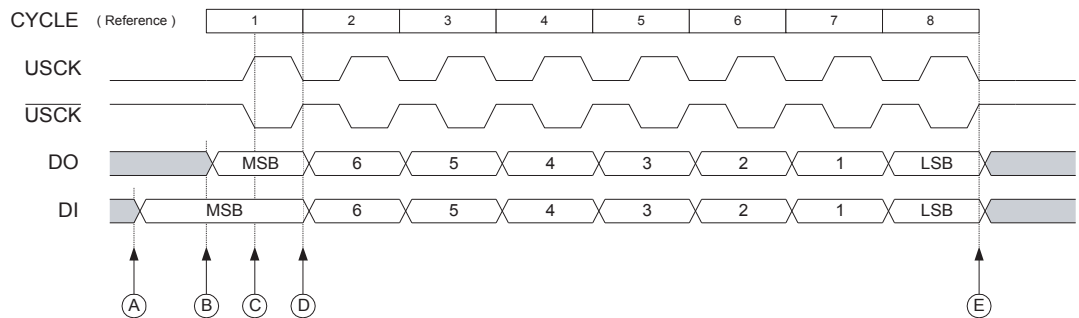 CYCLE ( Reference ) 1 2 3 4 5 6 7 8
USCK
USCK
DO MSB 6 5 4 3 2 1 LSB
DI MSB 6 5 4 3 2 1 LSB
A B C D E